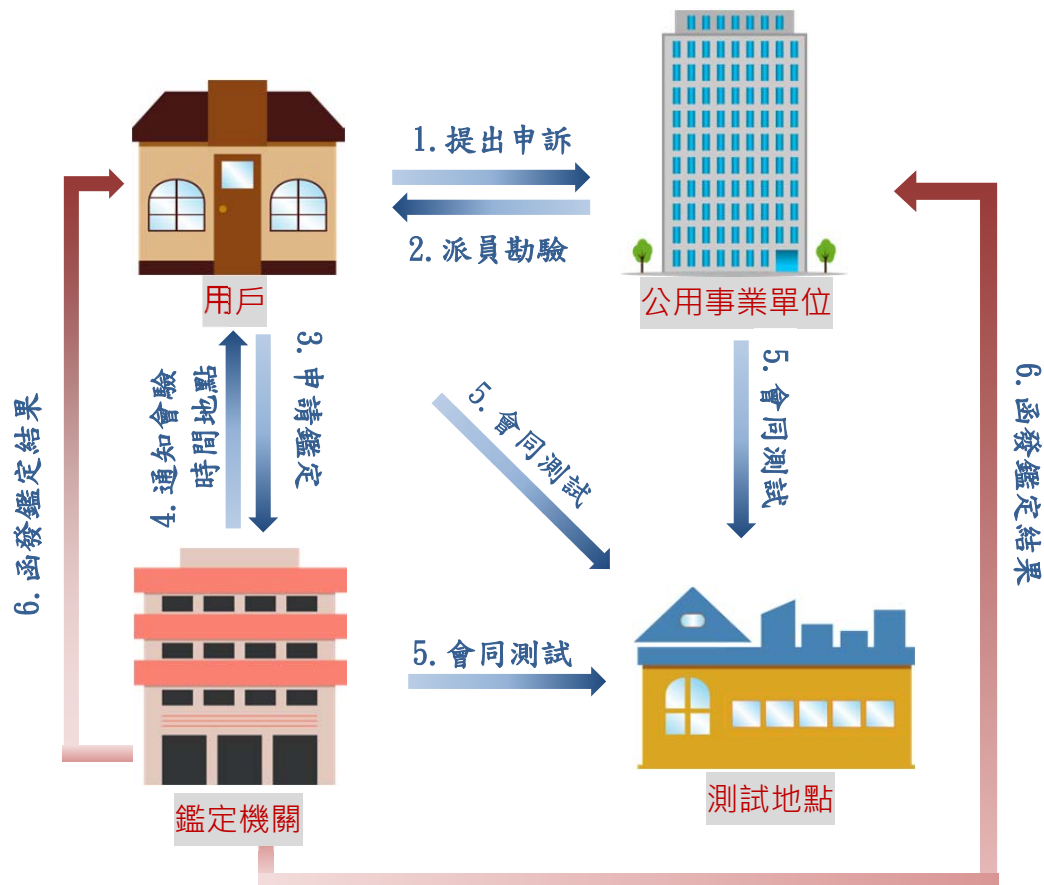 1.提出申訴
2.派員勘驗
用戶
公用事業單位
3.申請鑑定
4.通知會驗
時間地點
5.會同測試
5.會同測試
5.會同測試
6.函發鑑定結果
6.函發鑑定結果
鑑定機關
測試地點